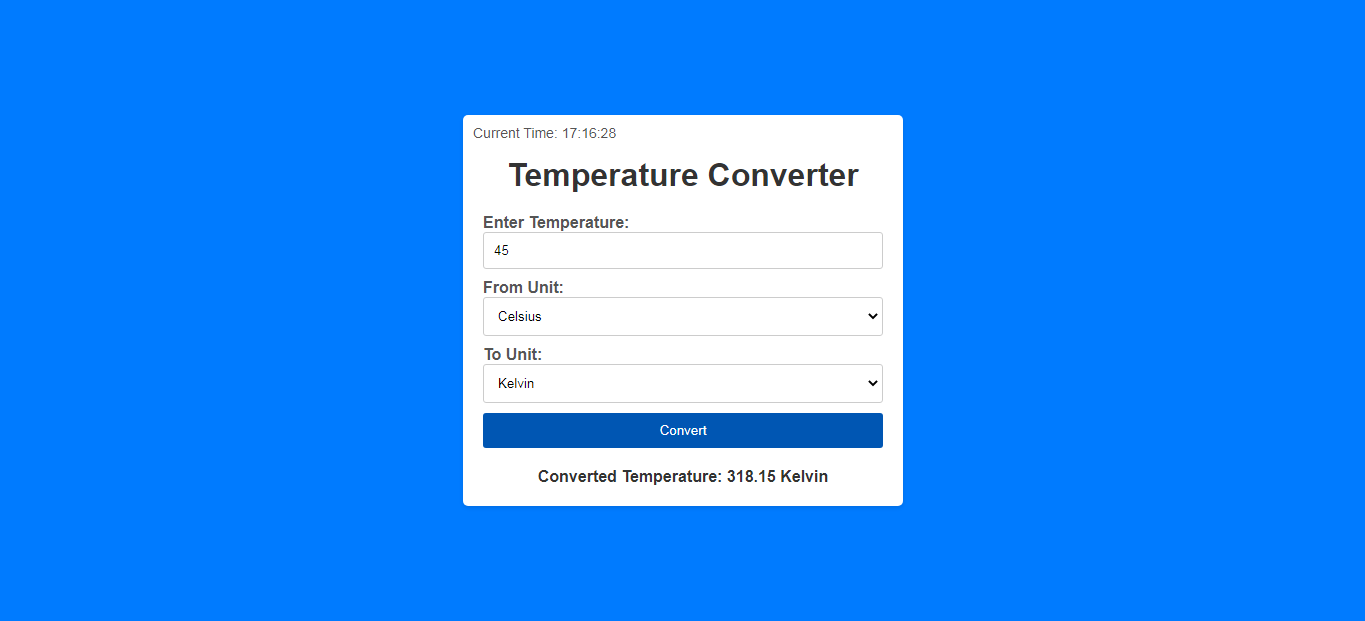 Current Time: 17:16:28
Temperature Converter
Enter Temperature:
45
From Unit:
Celsius
To Unit:
Kelvin
Convert
Converted Temperature: 318.15 Kelvin